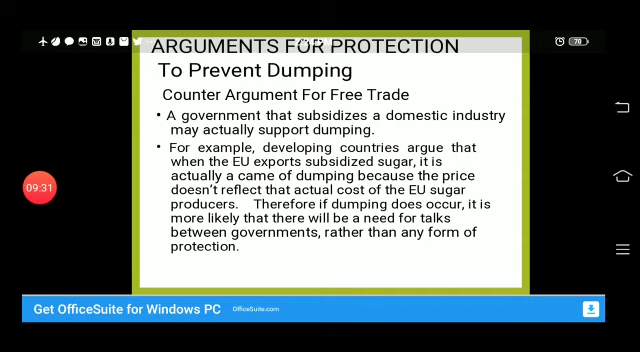 ARGUMENTS FOR PROTECTION
70
To Prevent Dumping
Counter Argument For Free Trade
• A government that subsidizes a domestic industry
may actually support dumping.
• For example, developing countries argue that
when the EU exports subsidized sugar, it is
actually a came of dumping because the price
doesn't reflect that actual cost of the EU sugar
producers. Therefore if dumping does occur, it is
more likely that there will be a need for talks
between governments, rather than any form of
protection.
09:31
Get OfficeSuite for Windows PC OfficeSuite.com